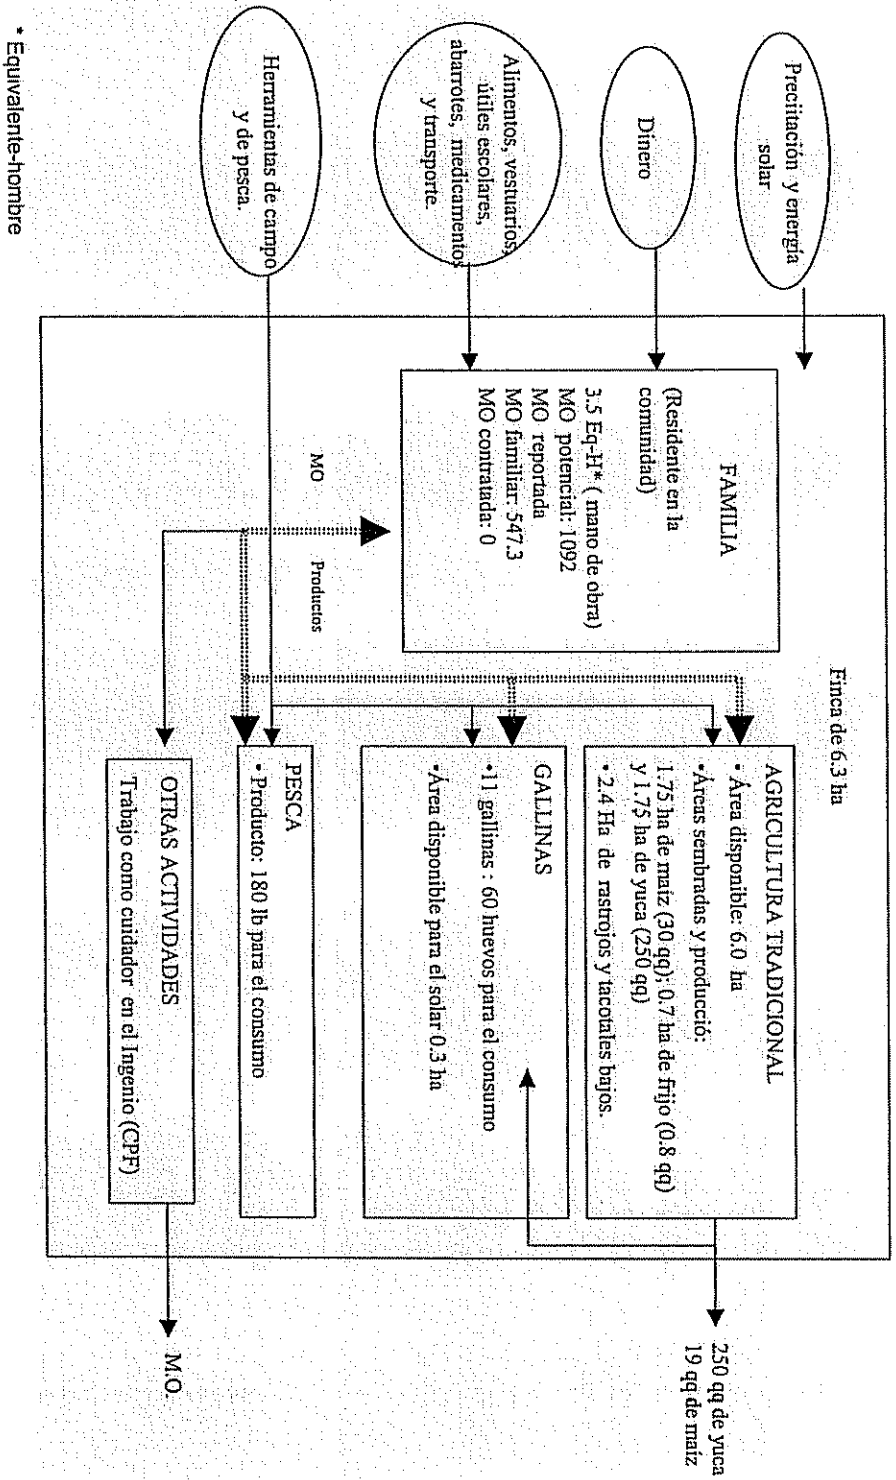 Finca de 6.3 ha
Preciitación y energía
solar
Dinero
Alimentos, vestuarios,
útiles escolares,
abarrotes, medicamentos
y transporte.
Herramientas de campo
y de pesca.
FAMILIA
(Residente en la
comunidad)
3.5 Eq-H* ( mano de obra)
MO potencial: 1092
MO reportada
MO familiar: 547.3
MO contratada: 0
MO
Productos
AGRICULTURA TRADICIONAL
• Área disponible: 6.0 ha
•Áreas sembradas y producció:
1.75 ha de maíz (30 qq); 0.7 ha de frijo (0.8 qq)
y 1.75 ha de yuca (250 qq)
• 2.4 Ha de rastrojos y tacotales bajos.
GALLINAS
•11 gallinas : 60 huevos para el consumo
•Área disponible para el solar 0.3 ha
PESCA
• Producto: 180 lb para el consumo
OTRAS ACTIVIDADES
Trabajo como cuidador en el Ingenio (CPF)
250 qq de yuca
19 qq de maíz
M.O.
* Equivalente-hombre